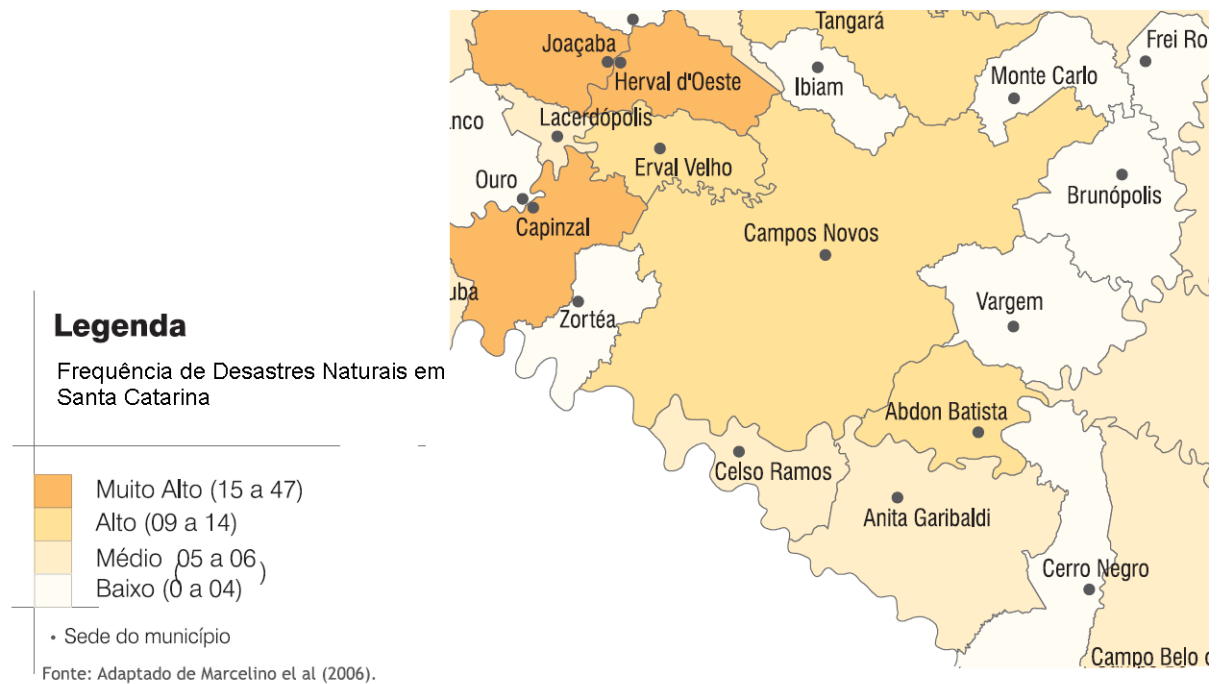 Tangará
Frei Ro
Joaçaba
Monte Carlo
Herval d'Oeste
Ibiam
Lacerdópolis
anco
Erval Velho
Ouro
Brunópolis
Capinzal
Campos Novos
uba
Vargem
Zortéa
Abdon Batista
Celso Ramos
Anita Garibaldi
Cerro Negro
Campo Belo
Legenda
Frequência de Desastres Naturais em
Santa Catarina
Muito Alto (15 a 47)
Alto (09 a 14)
Médio (05 a 06)
Baixo (0 a 04)
• Sede do município
Fonte: Adaptado de Marcelino el al (2006).